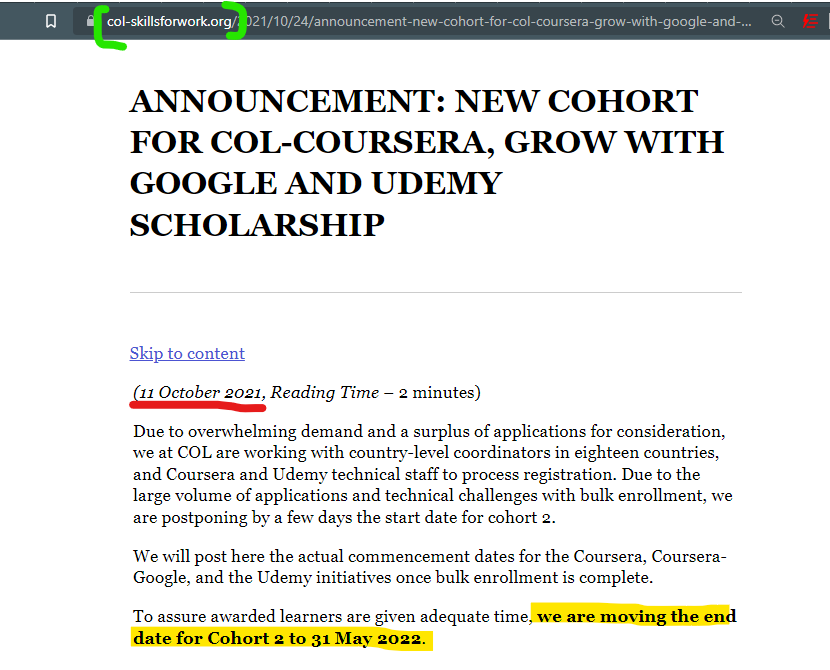 col-skillsforwork.org/2021/10/24/announcement-new-cohort-for-col-coursera-grow-with-google-and-...
ANNOUNCEMENT: NEW COHORT
FOR COL-COURSERA, GROW WITH
GOOGLE AND UDEMY
SCHOLARSHIP
Skip to content
(11 October 2021, Reading Time – 2 minutes)
Due to overwhelming demand and a surplus of applications for consideration,
we at COL are working with country-level coordinators in eighteen countries,
and Coursera and Udemy technical staff to process registration. Due to the
large volume of applications and technical challenges with bulk enrollment, we
are postponing by a few days the start date for cohort 2.
We will post here the actual commencement dates for the Coursera, Coursera-
Google, and the Udemy initiatives once bulk enrollment is complete.
To assure awarded learners are given adequate time, we are moving the end
date for Cohort 2 to 31 May 2022.